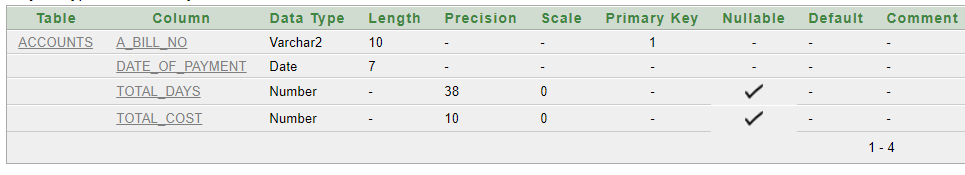 Table Column Data Type Length Precision Scale Primary Key Nullable Default Comment
ACCOUNTS A_BILL_NO Varchar2 10 - - 1 - - -
DATE_OF_PAYMENT Date 7 - - - - - -
TOTAL_DAYS Number - 38 0 - ✓ - -
TOTAL_COST Number - 10 0 - ✓ - -
1 - 4